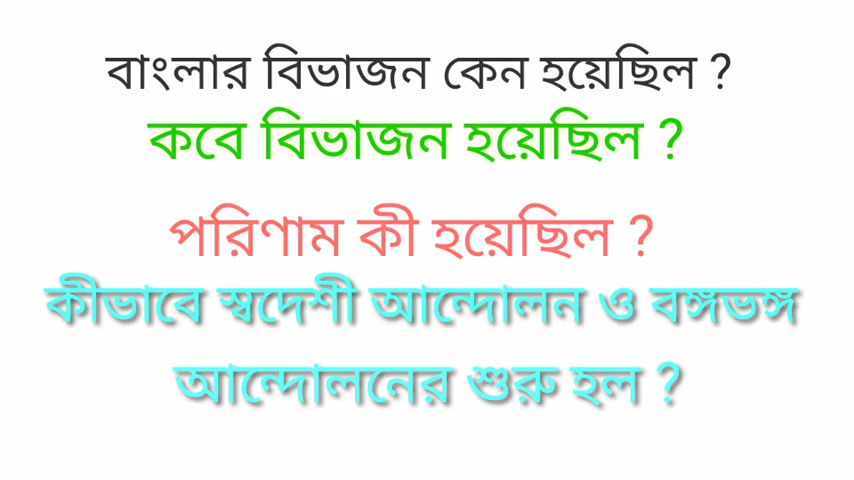 বাংলার বিভাজন কেন হয়েছিল ?
কবে বিভাজন হয়েছিল ?
পরিণাম কী হয়েছিল ?
কীভাবে স্বদেশী আন্দোলন ও বঙ্গভঙ্গ
আন্দোলনের শুরু হল ?